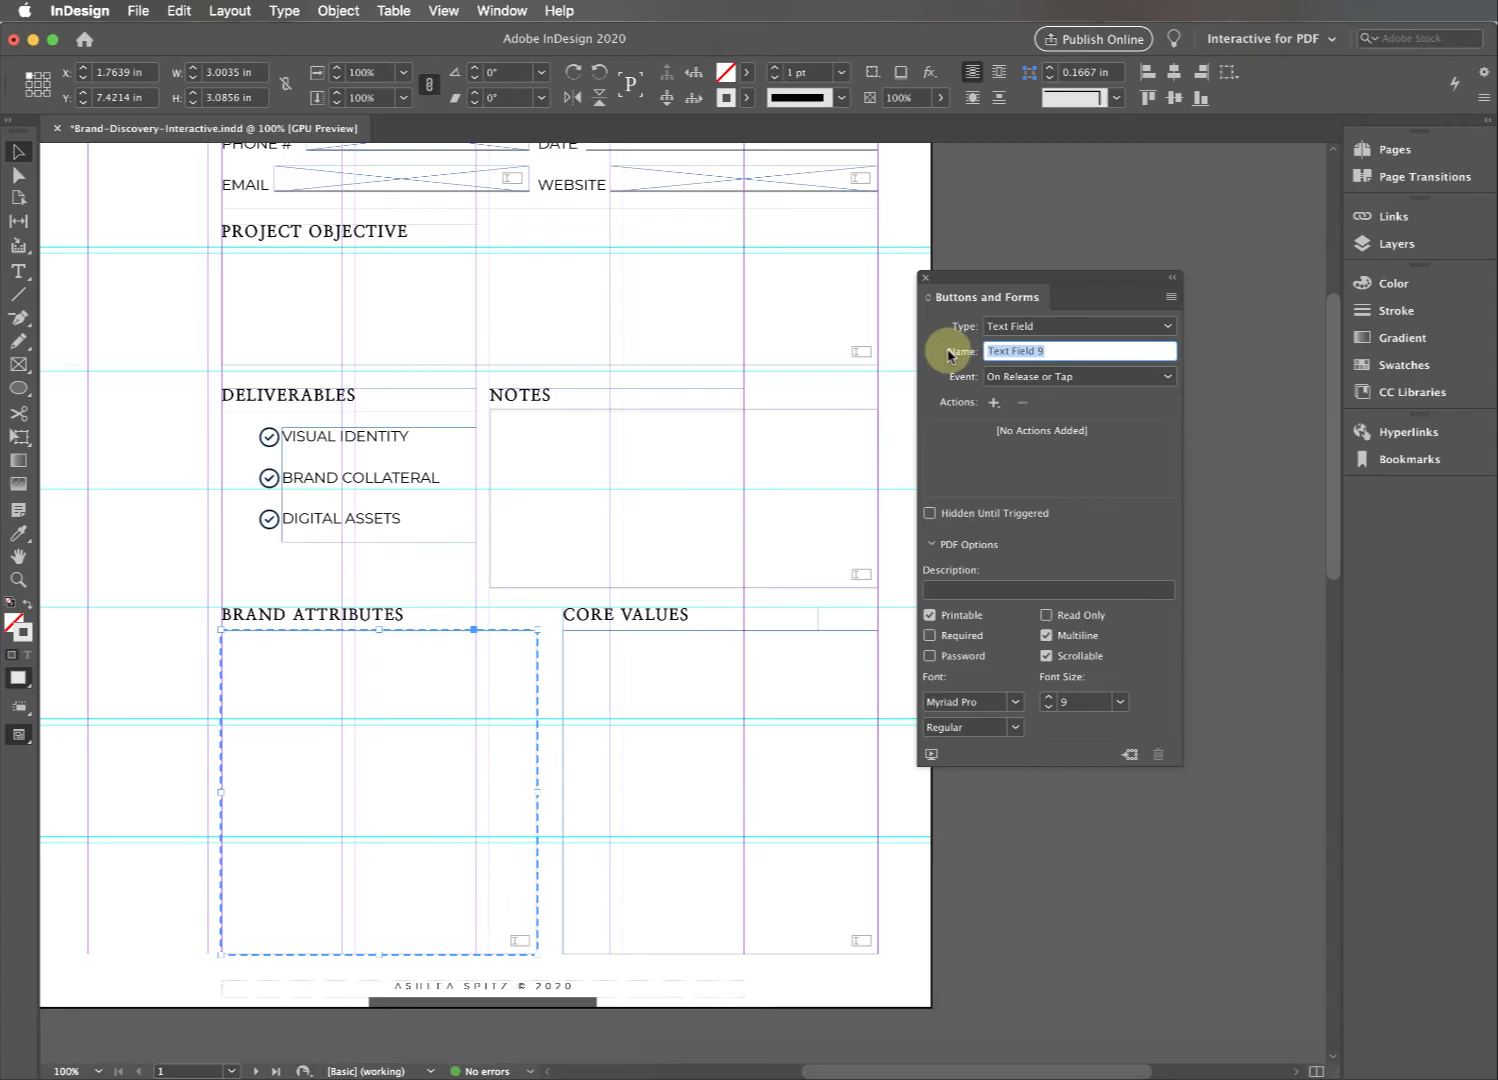 InDesign File Edit Layout Type Object Table View Window Help
Adobe InDesign 2020
Publish Online
Interactive for PDF
Adobe Stock
X: 1.7639 in W: 3.0035 in 100% 0° 1 pt 0.1667 in
Y: 7.4214 in H: 3.0856 in 100% 0° 100%
P
fx.
*Brand-Discovery-Interactive.indd @ 100% [GPU Preview]
PHONE # DATE
EMAIL WEBSITE
PROJECT OBJECTIVE
DELIVERABLES NOTES
VISUAL IDENTITY
BRAND COLLATERAL
DIGITAL ASSETS
BRAND ATTRIBUTES CORE VALUES
ASHLEA SPITZ © 2020
Buttons and Forms
Type: Text Field
Name: Text Field 9
Event: On Release or Tap
Actions:
[No Actions Added]
Hidden Until Triggered
PDF Options
Description:
Printable Read Only
Required Multiline
Password Scrollable
Font: Font Size:
Myriad Pro 9
Regular
Pages
Page Transitions
Links
Layers
Color
Stroke
Gradient
Swatches
CC Libraries
Hyperlinks
Bookmarks
100% 1 [Basic] (working) No errors